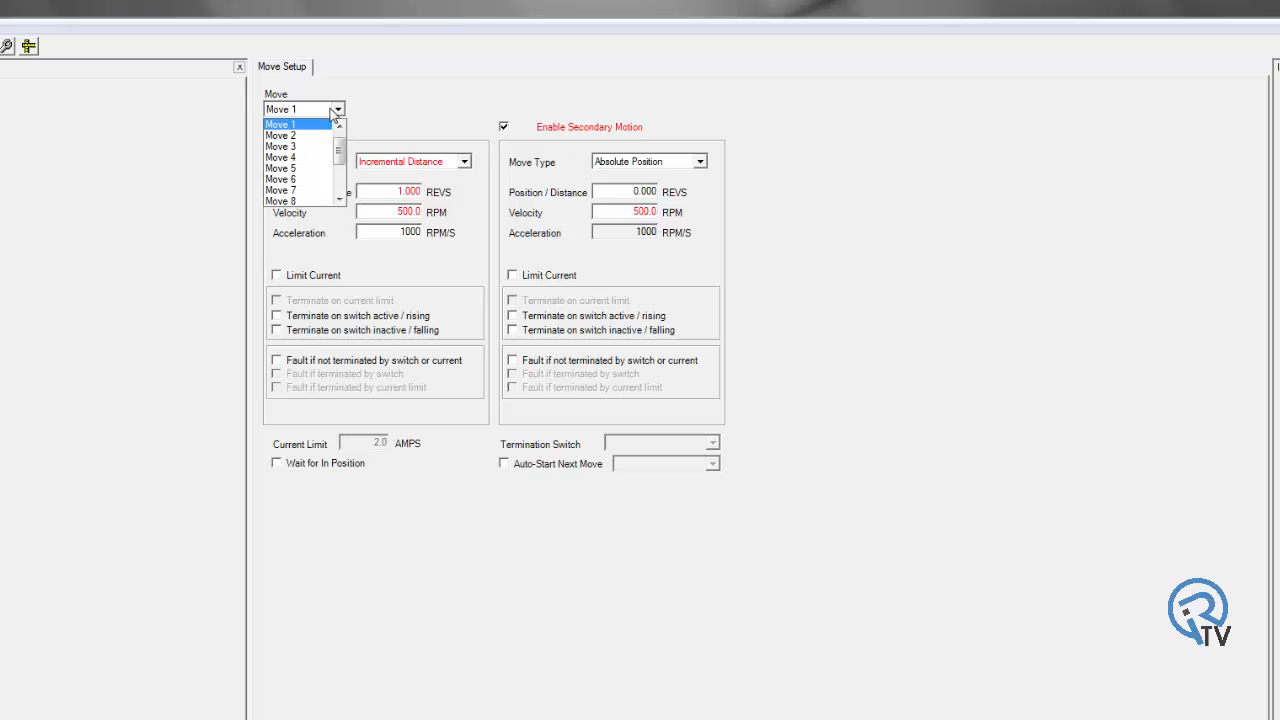 Move Setup
Move
Move 1
Move 1
Move 2
Move 3
Move 4
Move 5
Move 6
Move 7
Move 8
Enable Secondary Motion
Incremental Distance
e 1.000 REVS
Velocity 500.0 RPM
Acceleration 1000 RPM/S
Limit Current
Terminate on current limit
Terminate on switch active / rising
Terminate on switch inactive / falling
Fault if not terminated by switch or current
Fault if terminated by switch
Fault if terminated by current limit
Move Type Absolute Position
Position / Distance 0.000 REVS
Velocity 500.0 RPM
Acceleration 1000 RPM/S
Limit Current
Terminate on current limit
Terminate on switch active / rising
Terminate on switch inactive / falling
Fault if not terminated by switch or current
Fault if terminated by switch
Fault if terminated by current limit
Current Limit 2.0 AMPS
Termination Switch
Wait for In Position
Auto-Start Next Move
TV